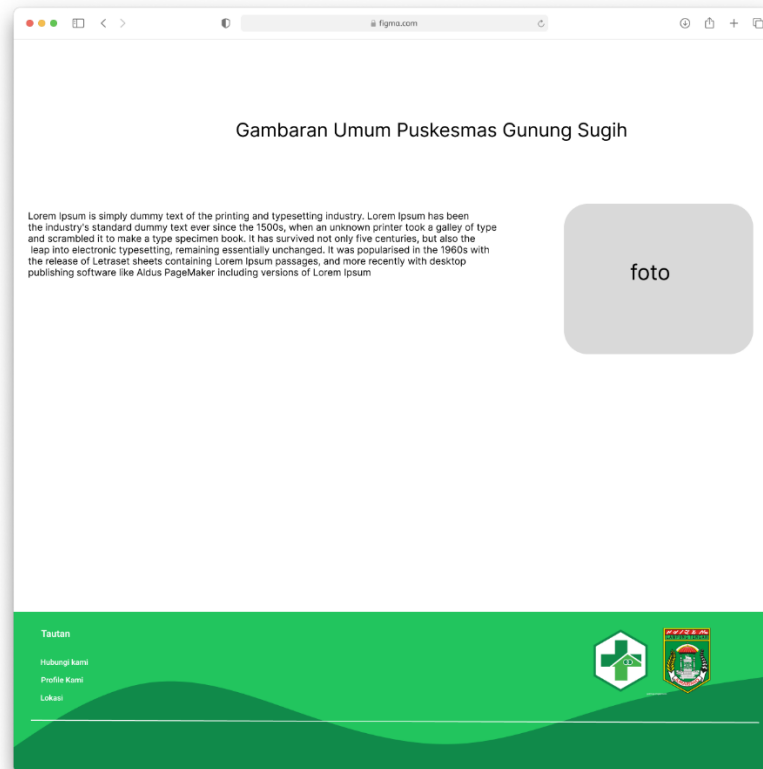 figma.com
Gambaran Umum Puskesmas Gunung Sugih
Lorem Ipsum is simply dummy text of the printing and typesetting industry. Lorem Ipsum has been
the industry's standard dummy text ever since the 1500s, when an unknown printer took a galley of type
and scrambled it to make a type specimen book. It has survived not only five centuries, but also the
leap into electronic typesetting, remaining essentially unchanged. It was popularised in the 1960s with
the release of Letraset sheets containing Lorem Ipsum passages, and more recently with desktop
publishing software like Aldus PageMaker including versions of Lorem Ipsum
foto
Tautan
Hubungi kami
Profile Kami
Lokasi